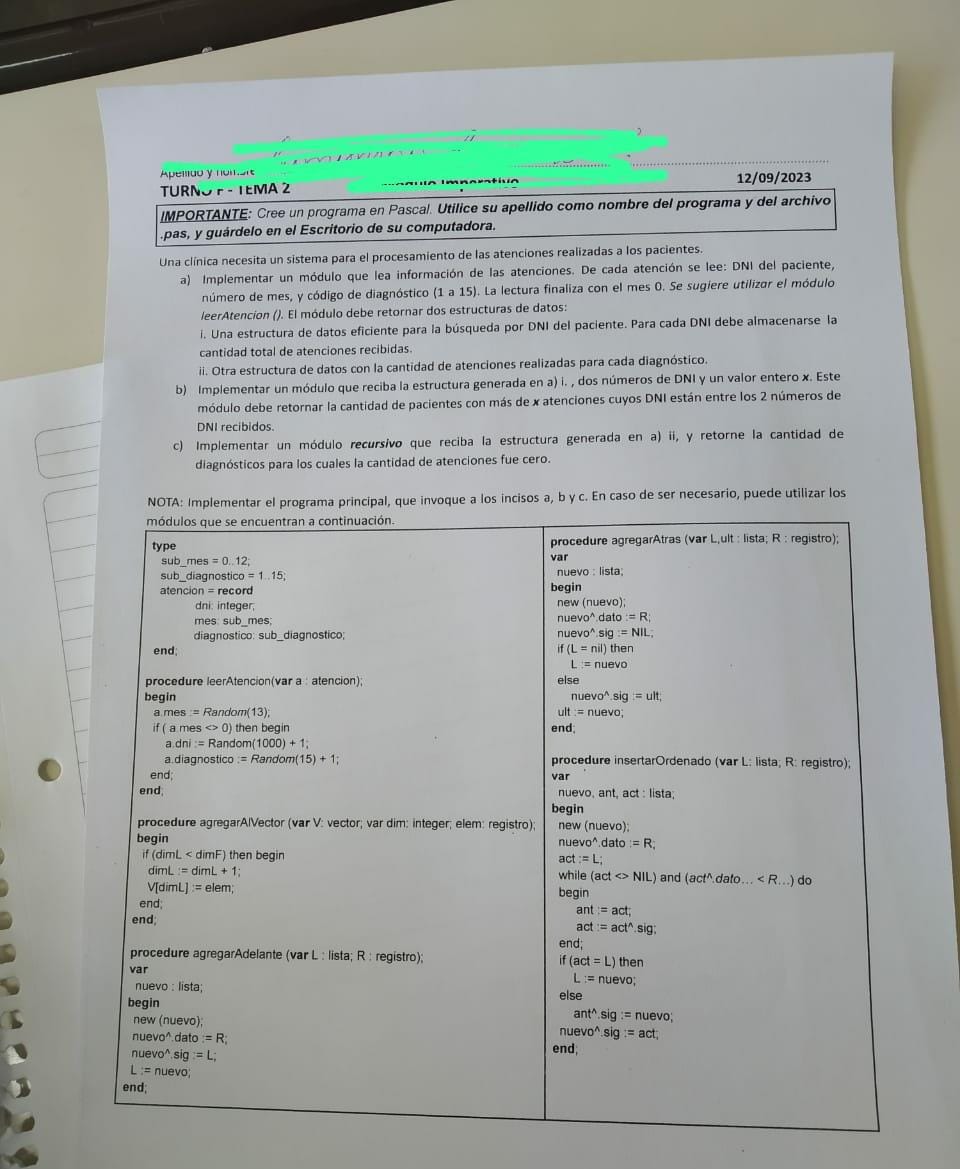 Apellido y nombre
TURNO F - TEMA 2
12/09/2023
IMPORTANTE: Cree un programa en Pascal. Utilice su apellido como nombre del programa y del archivo
.pas, y guárdelo en el Escritorio de su computadora.
Una clínica necesita un sistema para el procesamiento de las atenciones realizadas a los pacientes.
a) Implementar un módulo que lea información de las atenciones. De cada atención se lee: DNI del paciente,
número de mes, y código de diagnóstico (1 a 15). La lectura finaliza con el mes 0. Se sugiere utilizar el módulo
leerAtencion (). El módulo debe retornar dos estructuras de datos:
i. Una estructura de datos eficiente para la búsqueda por DNI del paciente. Para cada DNI debe almacenarse la
cantidad total de atenciones recibidas.
ii. Otra estructura de datos con la cantidad de atenciones realizadas para cada diagnóstico.
b) Implementar un módulo que reciba la estructura generada en a) i. , dos números de DNI y un valor entero x. Este
módulo debe retornar la cantidad de pacientes con más de x atenciones cuyos DNI están entre los 2 números de
DNI recibidos.
c) Implementar un módulo recursivo que reciba la estructura generada en a) ii, y retorne la cantidad de
diagnósticos para los cuales la cantidad de atenciones fue cero.
NOTA: Implementar el programa principal, que invoque a los incisos a, b y c. En caso de ser necesario, puede utilizar los
módulos que se encuentran a continuación.
type
sub_mes = 0..12;
sub_diagnostico = 1..15;
atencion = record
dni: integer;
mes: sub_mes;
diagnostico: sub_diagnostico;
end;
procedure leerAtencion(var a : atencion);
begin
a.mes := Random(13);
if ( a.mes <> 0) then begin
a.dni := Random(1000) + 1;
a.diagnostico := Random(15) + 1;
end;
end;
procedure agregarAlVector (var V: vector; var dim: integer; elem: registro);
begin
if (dimL < dimF) then begin
dimL := dimL + 1;
V[dimL] := elem;
end;
end;
procedure agregarAdelante (var L : lista; R : registro);
var
nuevo : lista;
begin
new (nuevo);
nuevo^.dato := R;
nuevo^.sig := L;
L := nuevo;
end;
procedure agregarAtras (var L,ult : lista; R : registro);
var
nuevo : lista;
begin
new (nuevo);
nuevo^.dato := R;
nuevo^.sig := NIL;
if (L = nil) then
L := nuevo
else
nuevo^.sig := ult;
ult := nuevo;
end;
procedure insertarOrdenado (var L: lista; R: registro);
var
nuevo, ant, act : lista;
begin
new (nuevo);
nuevo^.dato := R;
act := L;
while (act <> NIL) and (act^.dato... < R...) do
begin
ant := act;
act := act^.sig;
end;
if (act = L) then
L := nuevo;
else
ant^.sig := nuevo;
nuevo^.sig := act;
end;